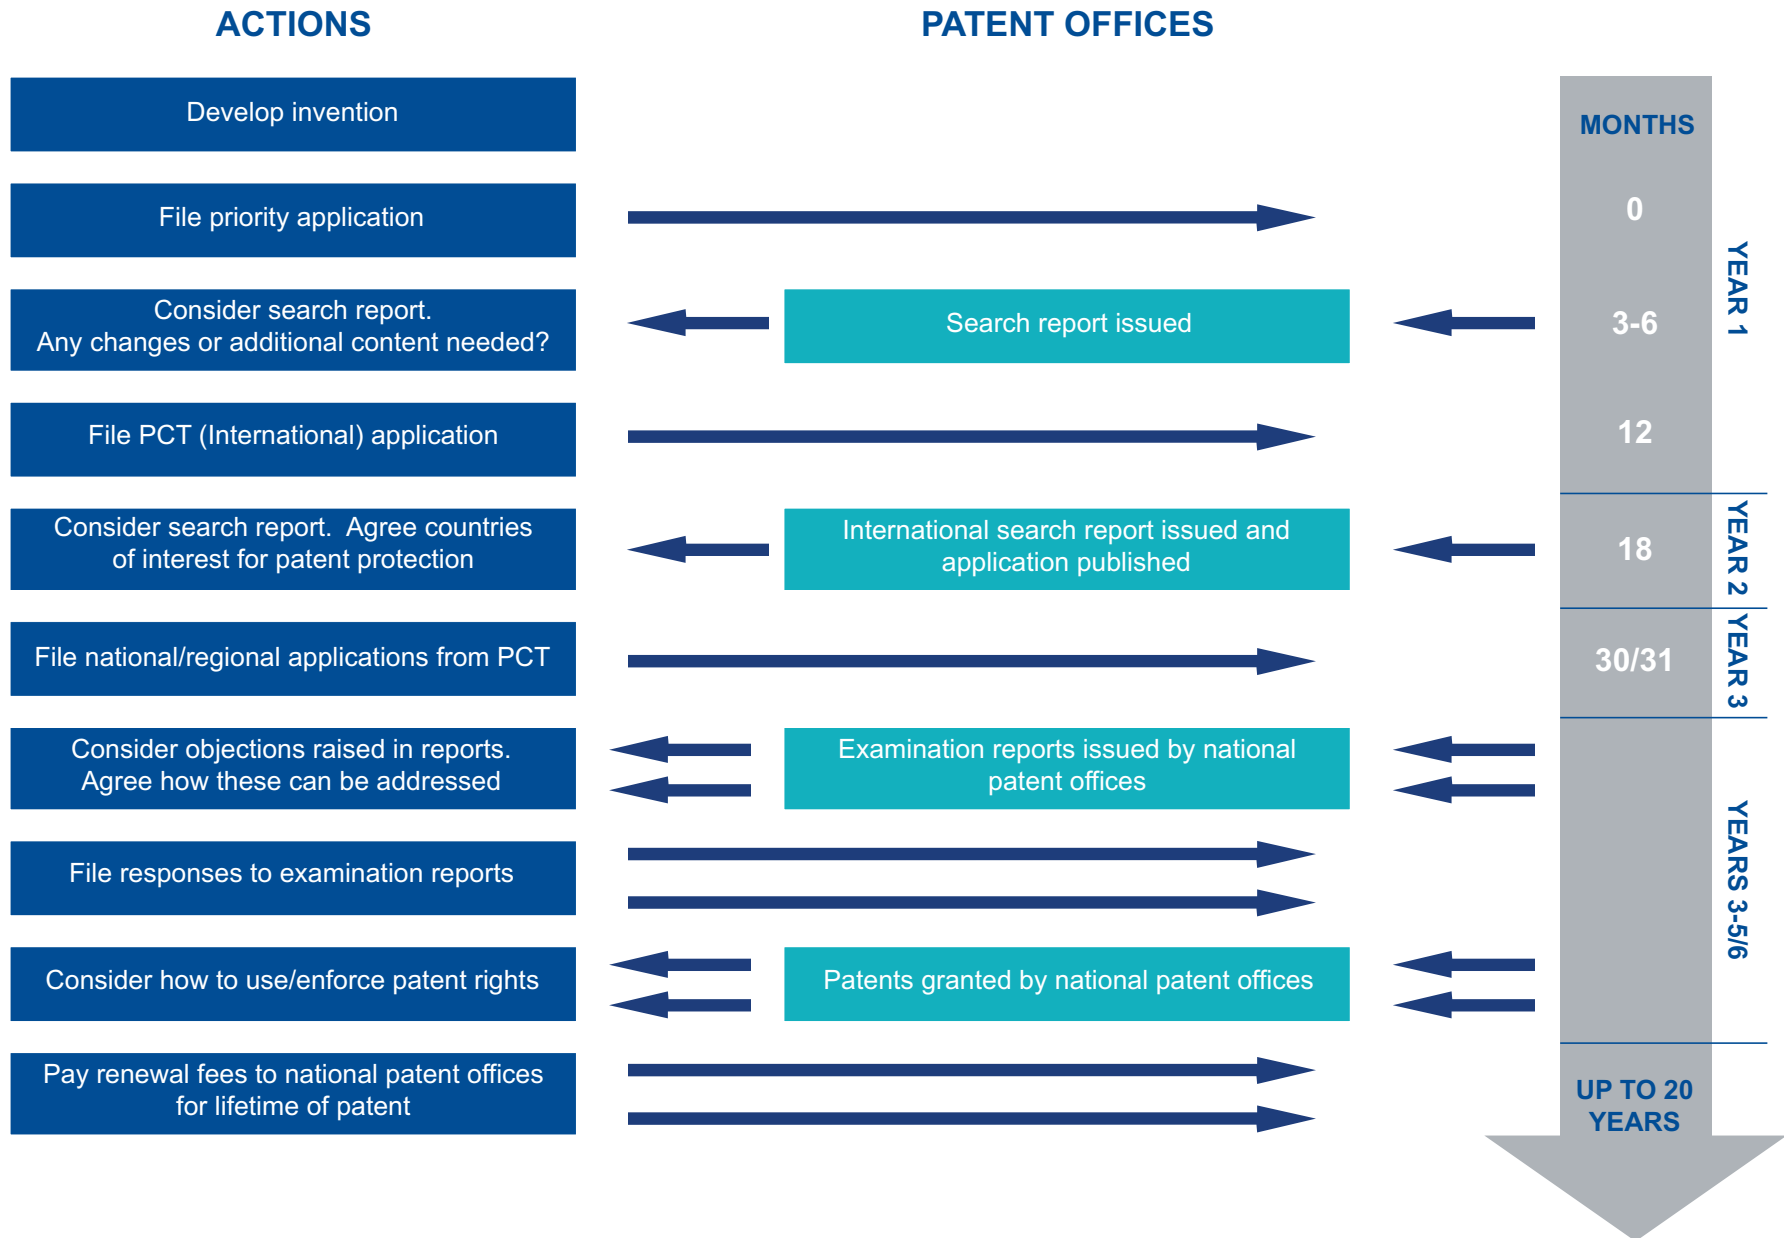 ACTIONS
PATENT OFFICES
Develop invention
MONTHS
File priority application
0
YEAR 1
Consider search report.
Any changes or additional content needed?
Search report issued
3-6
File PCT (International) application
12
Consider search report.  Agree countries
of interest for patent protection
International search report issued and
application published
18
YEAR 2
File national/regional applications from PCT
30/31
YEAR 3
Consider objections raised in reports.
Agree how these can be addressed
Examination reports issued by national
patent offices
YEARS 3-5/6
File responses to examination reports
Consider how to use/enforce patent rights
Patents granted by national patent offices
Pay renewal fees to national patent offices
for lifetime of patent
UP TO 20
YEARS